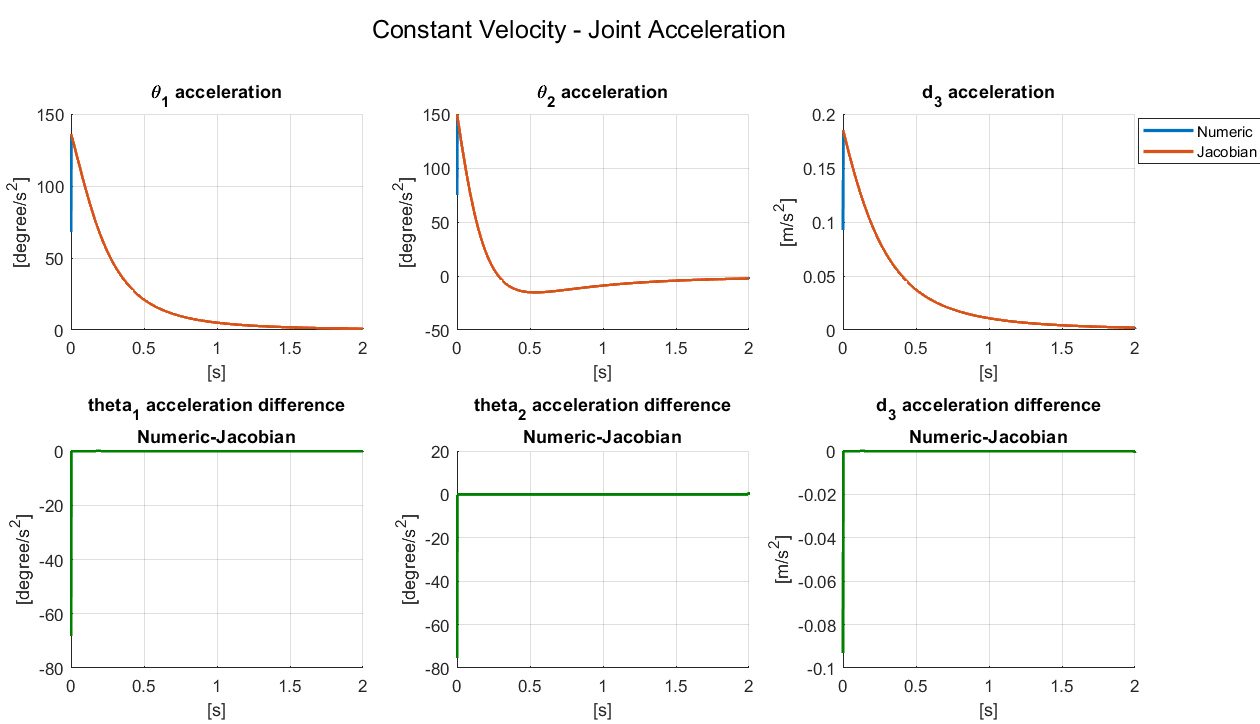 Constant Velocity - Joint Acceleration
θ1 acceleration
150
100
50
0
[degree/s2]
0 0.5 1 1.5 2
[s]
θ2 acceleration
150
100
50
0
-50
[degree/s2]
0 0.5 1 1.5 2
[s]
d3 acceleration
0.2
0.15
0.1
0.05
0
[m/s2]
0 0.5 1 1.5 2
[s]
Numeric
Jacobian
theta1 acceleration difference
Numeric-Jacobian
0
-20
-40
-60
-80
[degree/s2]
0 0.5 1 1.5 2
[s]
theta2 acceleration difference
Numeric-Jacobian
20
0
-20
-40
-60
-80
[degree/s2]
0 0.5 1 1.5 2
[s]
d3 acceleration difference
Numeric-Jacobian
0
-0.02
-0.04
-0.06
-0.08
-0.1
[m/s2]
0 0.5 1 1.5 2
[s]